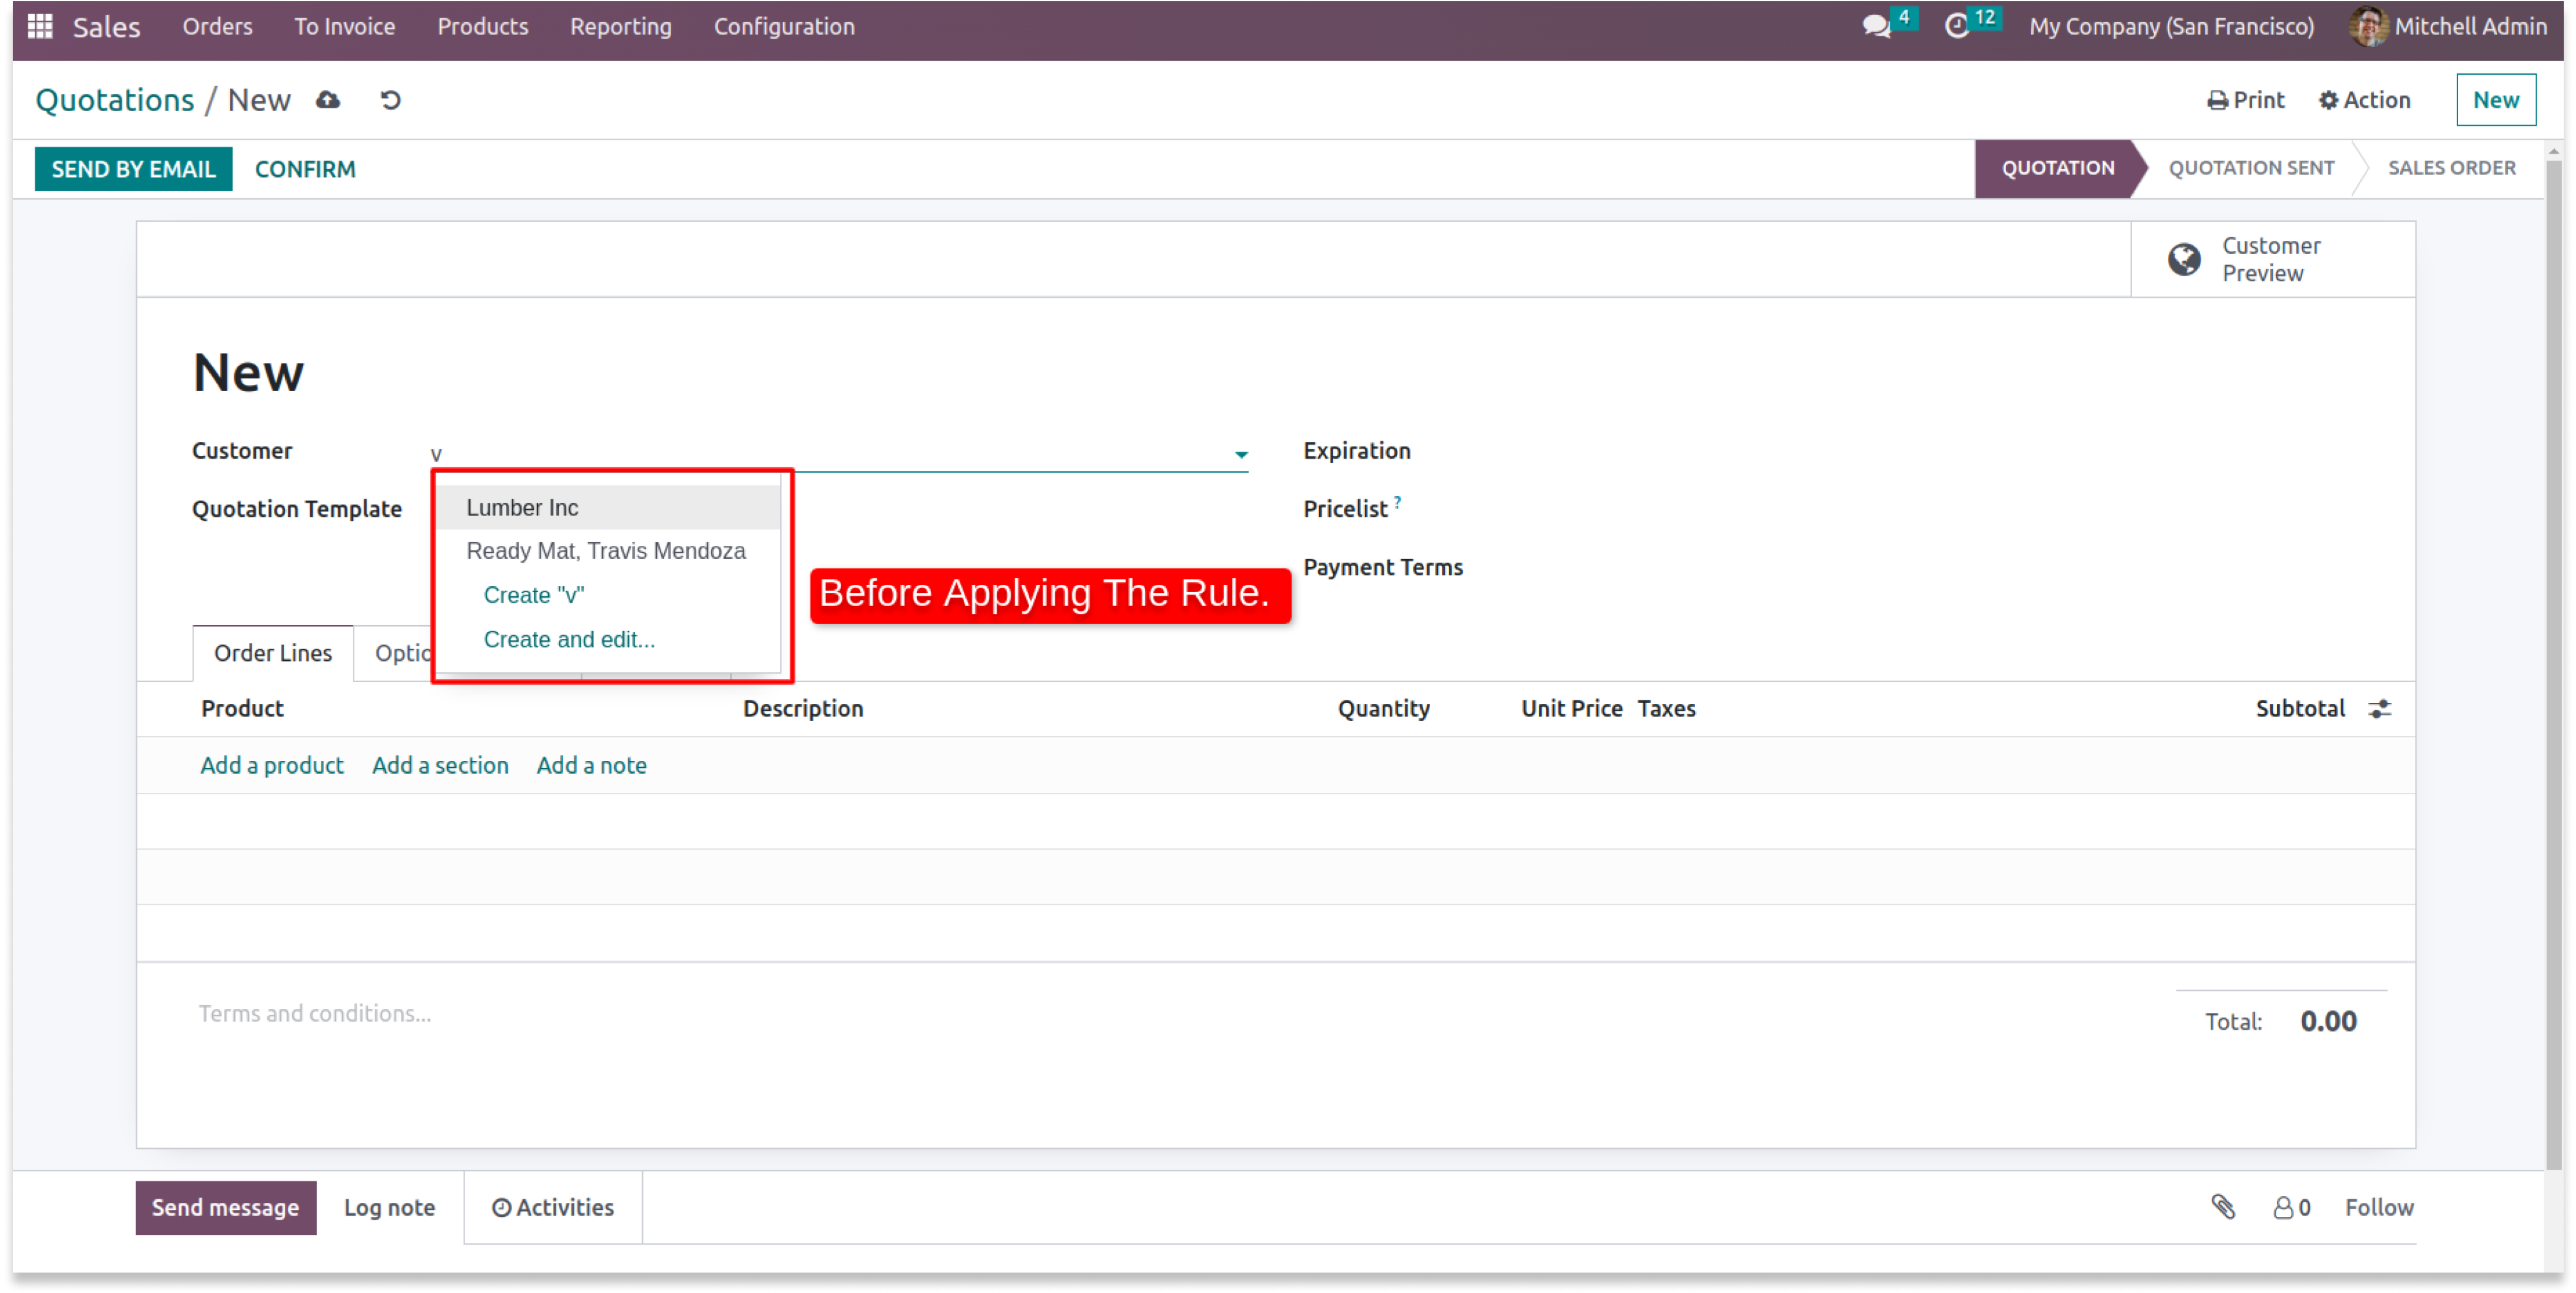 Sales Orders To Invoice Products Reporting Configuration 4 12 My Company (San Francisco) Mitchell Admin
Quotations / New Print Action New
SEND BY EMAIL CONFIRM QUOTATION QUOTATION SENT SALES ORDER
Customer
Preview
New
Customer v Expiration
Quotation Template Lumber Inc Pricelist ?
Ready Mat, Travis Mendoza
Payment Terms
Create "v"
Before Applying The Rule.
Create and edit...
Order Lines Optio
Product Description Quantity Unit Price Taxes Subtotal
Add a product Add a section Add a note
Terms and conditions...
Total: 0.00
Send message Log note Activities 0 Follow